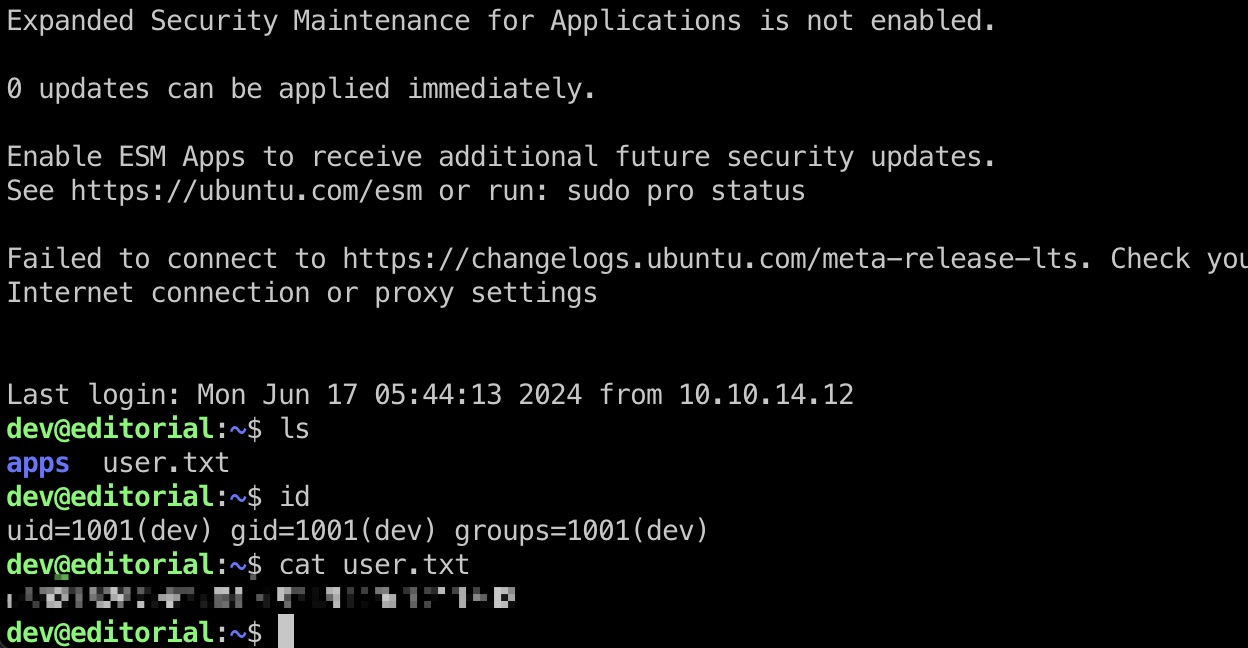 Expanded Security Maintenance for Applications is not enabled.
0 updates can be applied immediately.
Enable ESM Apps to receive additional future security updates.
See https://ubuntu.com/esm or run: sudo pro status
Failed to connect to https://changelogs.ubuntu.com/meta-release-lts. Check you
Internet connection or proxy settings
Last login: Mon Jun 17 05:44:13 2024 from 10.10.14.12
dev@editorial:~$ ls
apps  user.txt
dev@editorial:~$ id
uid=1001(dev) gid=1001(dev) groups=1001(dev)
dev@editorial:~$ cat user.txt
dev@editorial:~$